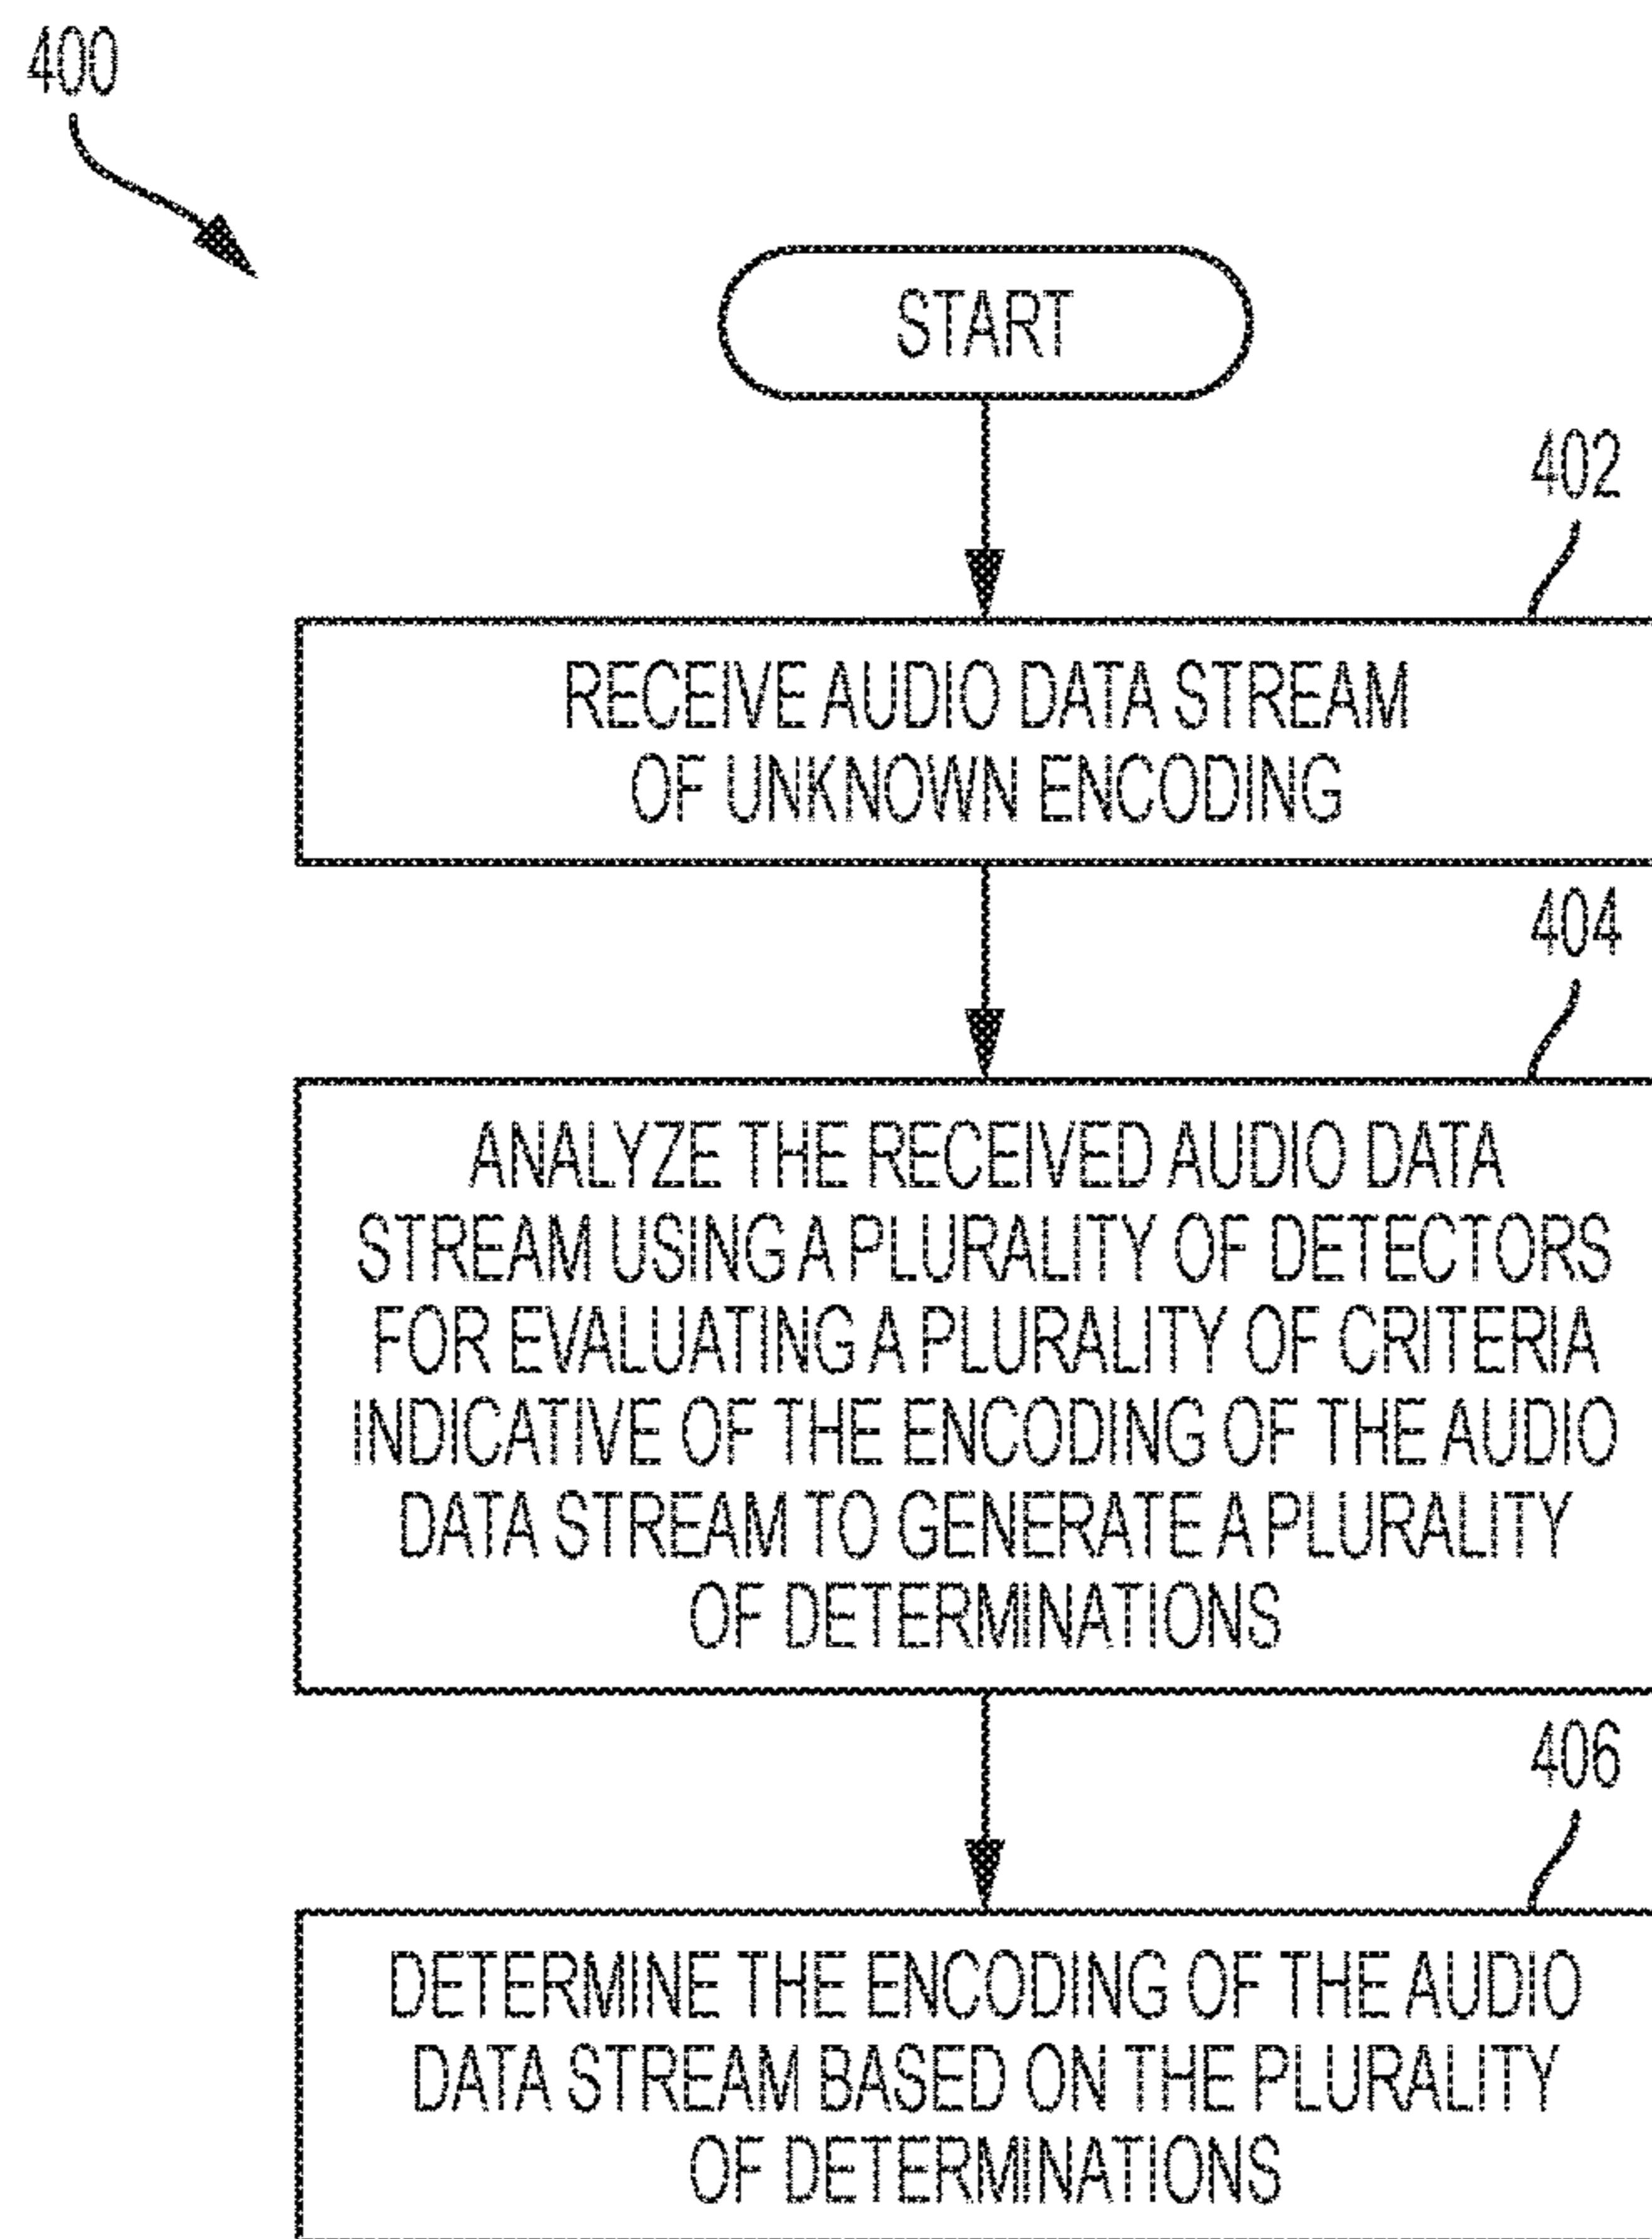 400
START
402
RECEIVE AUDIO DATA STREAM
OF UNKNOWN ENCODING
404
ANALYZE THE RECEIVED AUDIO DATA
STREAM USING A PLURALITY OF DETECTORS
FOR EVALUATING A PLURALITY OF CRITERIA
INDICATIVE OF THE ENCODING OF THE AUDIO
DATA STREAM TO GENERATE A PLURALITY
OF DETERMINATIONS
406
DETERMINE THE ENCODING OF THE AUDIO
DATA STREAM BASED ON THE PLURALITY
OF DETERMINATIONS